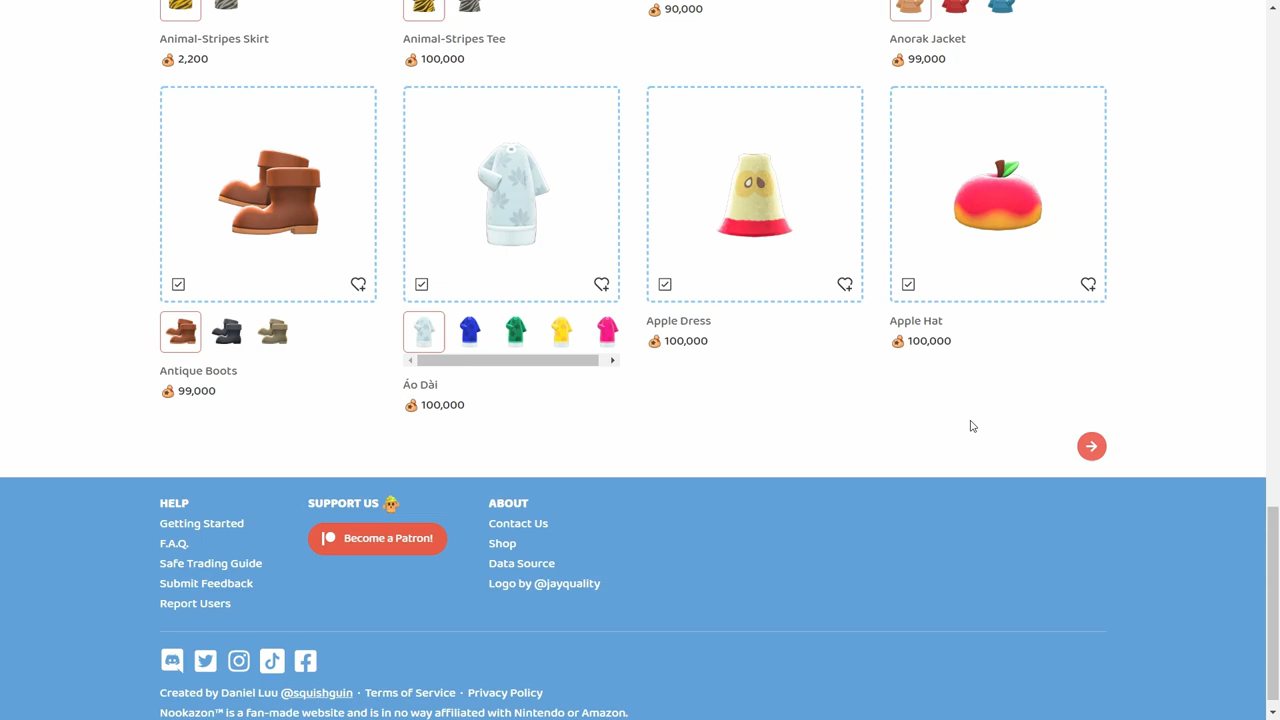 Animal-Stripes Skirt
2,200
Animal-Stripes Tee
100,000
90,000
Anorak Jacket
99,000
Antique Boots
99,000
Áo Dài
100,000
Apple Dress
100,000
Apple Hat
100,000
HELP
Getting Started
F.A.Q.
Safe Trading Guide
Submit Feedback
Report Users
SUPPORT US
Become a Patron!
ABOUT
Contact Us
Shop
Data Source
Logo by @jayquality
Created by Daniel Luu @squishguin · Terms of Service · Privacy Policy
Nookazon™ is a fan-made website and is in no way affiliated with Nintendo or Amazon.